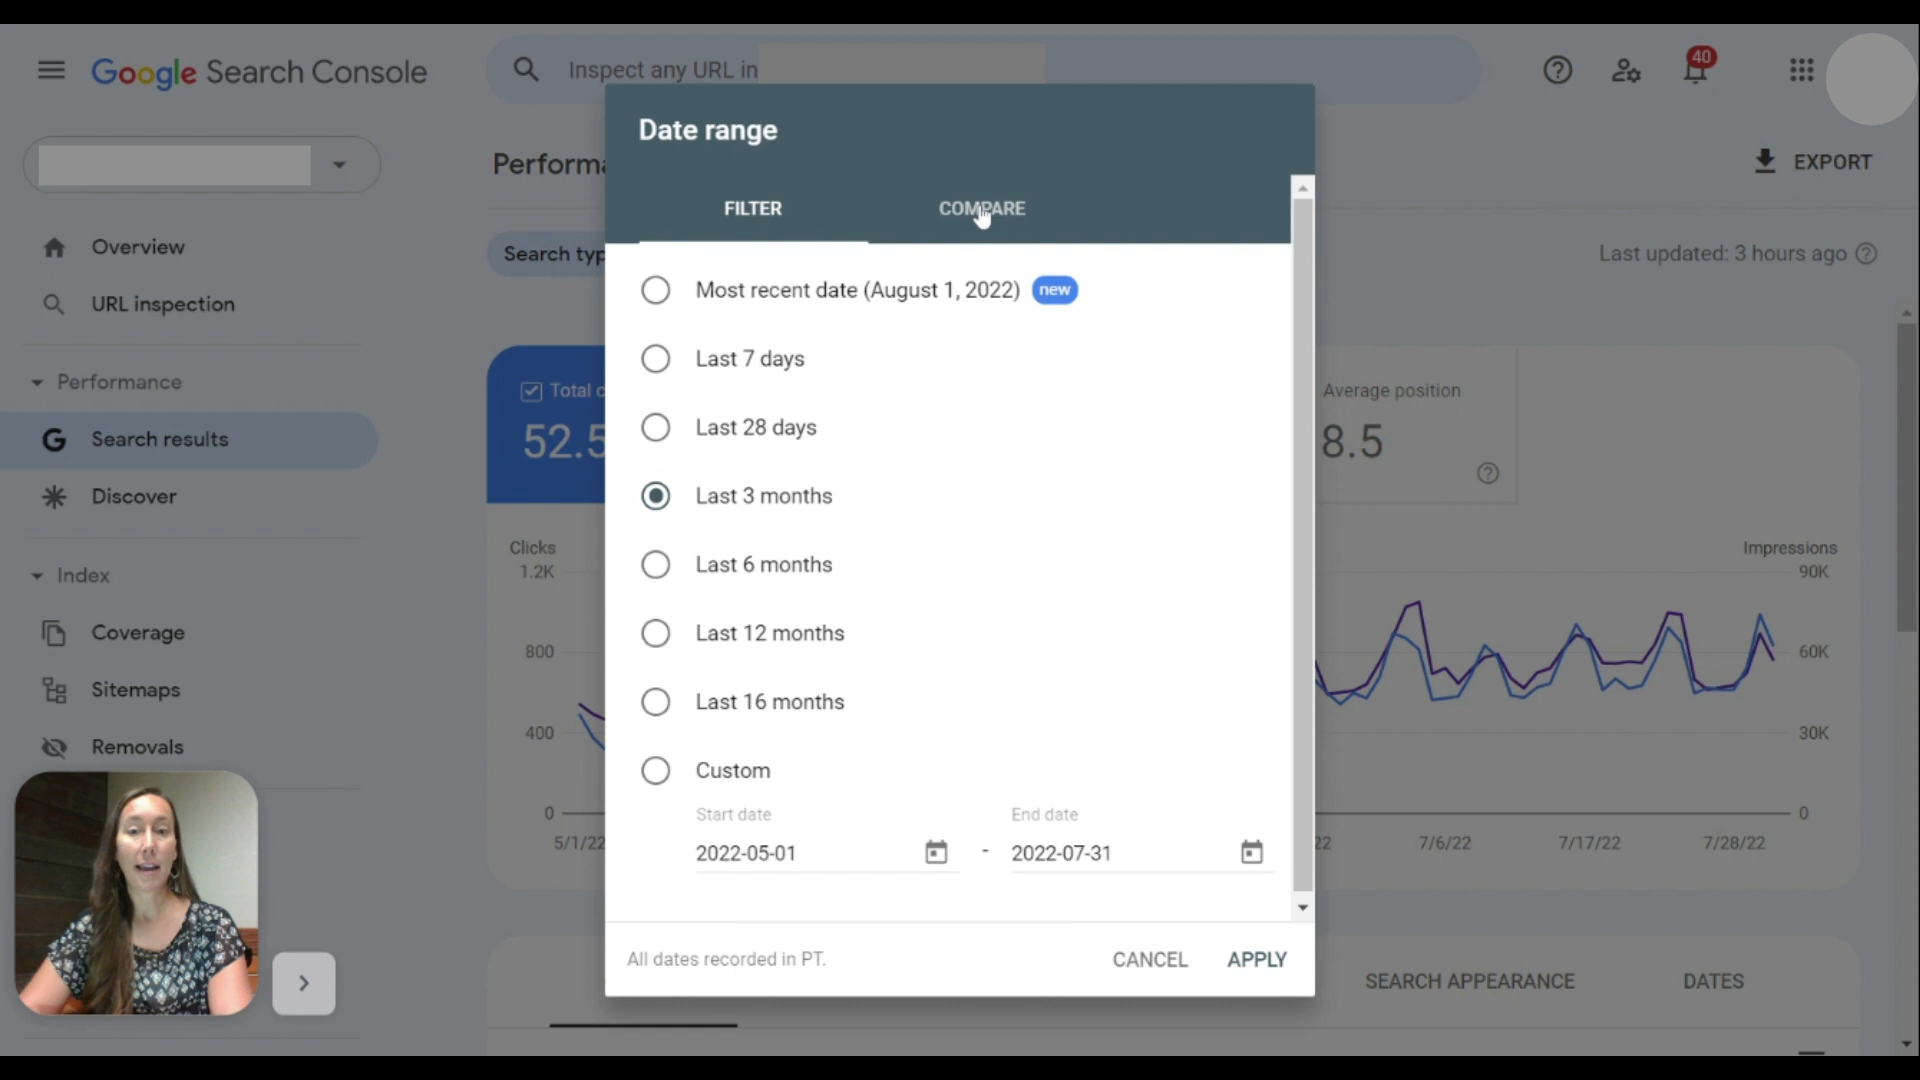 Google Search Console
Inspect any URL in
40
Performa
EXPORT
Date range
FILTER
COMPARE
Search typ
Last updated: 3 hours ago
Overview
URL inspection
Performance
Search results
Discover
Index
Coverage
Sitemaps
Removals
Most recent date (August 1, 2022) new
Last 7 days
Last 28 days
Last 3 months
Last 6 months
Last 12 months
Last 16 months
Custom
Start date
End date
2022-05-01 - 2022-07-31
All dates recorded in PT.
CANCEL
APPLY
Total c
52.5
Average position
8.5
Clicks
1.2K
800
400
0
Impressions
90K
60K
30K
0
5/1/22
22
7/6/22
7/17/22
7/28/22
SEARCH APPEARANCE
DATES